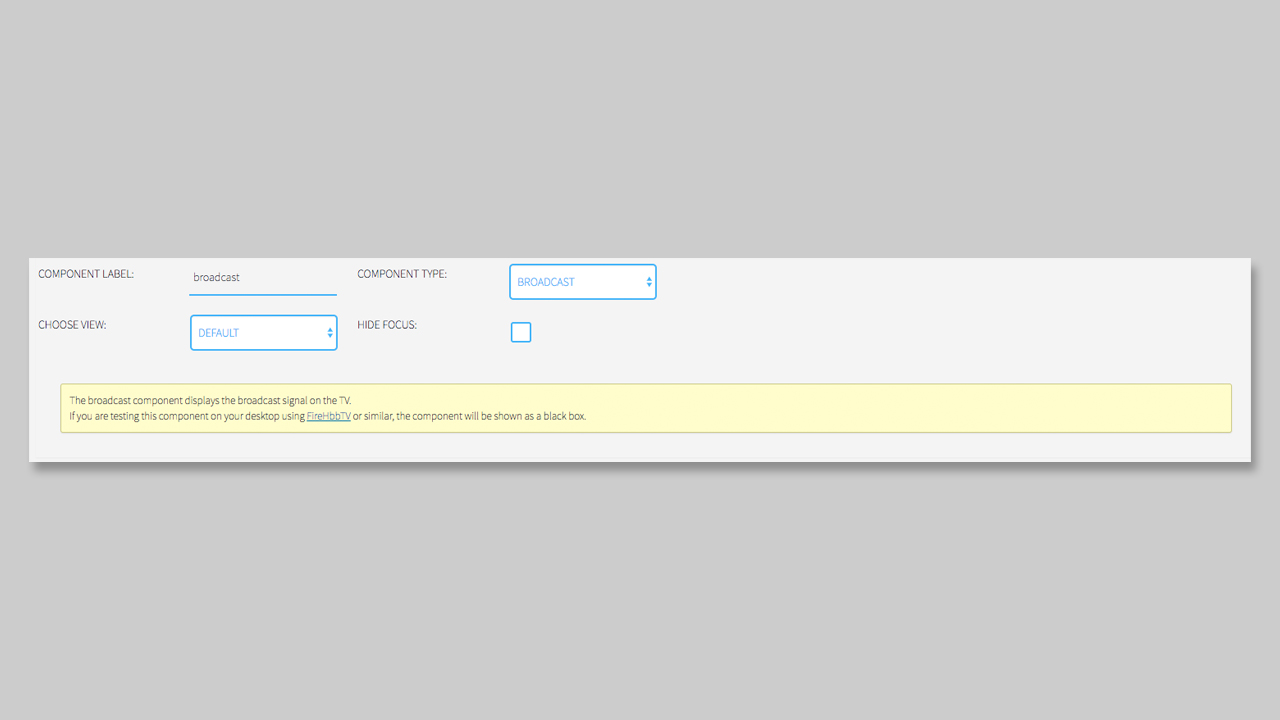 COMPONENT LABEL: broadcast COMPONENT TYPE: BROADCAST
CHOOSE VIEW: DEFAULT HIDE FOCUS:
The broadcast component displays the broadcast signal on the TV.
If you are testing this component on your desktop using FireHbbTV or similar, the component will be shown as a black box.